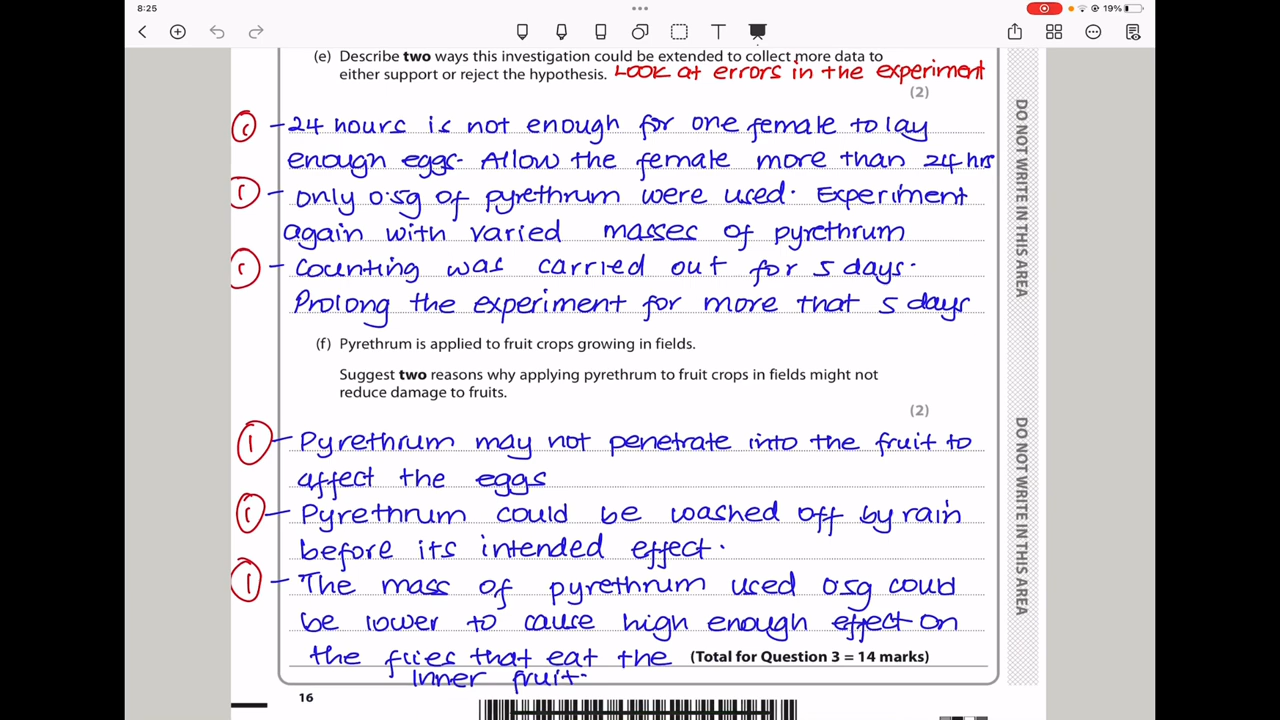 8:25
19%
(e) Describe two ways this investigation could be extended to collect more data to
either support or reject the hypothesis. Look at errors in the experiment
(2)
1 - 24 hours is not enough for one female to lay
enough eggs. Allow the female more than 24 hrs
1 - only 0.5g of pyrethrum were used. Experiment
again with varied masses of pyrethrum
1 - Counting was carried out for 5 days.
Prolong the experiment for more that 5 days
(f) Pyrethrum is applied to fruit crops growing in fields.
Suggest two reasons why applying pyrethrum to fruit crops in fields might not
reduce damage to fruits.
(2)
1 - Pyrethrum may not penetrate into the fruit to
affect the eggs
1 - Pyrethrum could be washed off by rain
before its intended effect.
1 - The mass of pyrethrum used 0.5g could
be lower to cause high enough effect on
the flies that eat the (Total for Question 3 = 14 marks)
inner fruit.
16
DO NOT WRITE IN THIS AREA
DO NOT WRITE IN THIS AREA